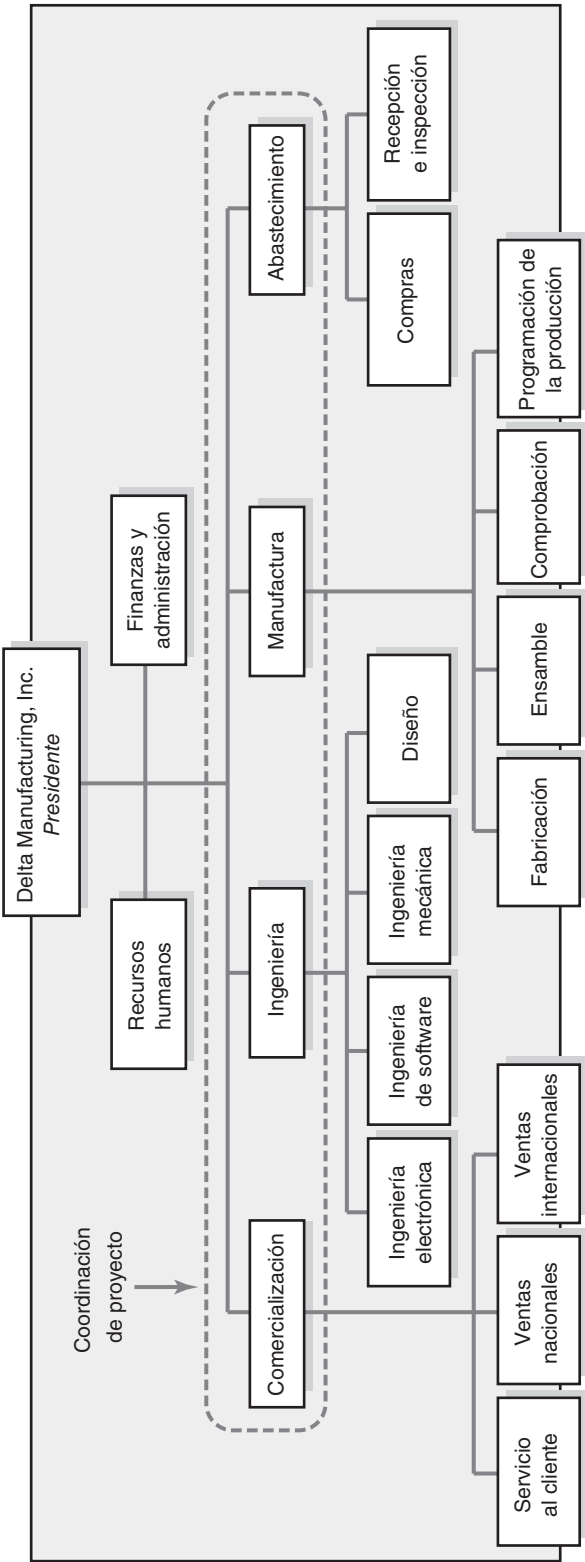 Delta Manufacturing, Inc.
Presidente
Recursos
humanos
Finanzas y
administración
Coordinación
de proyecto
Comercialización
Ingeniería
Manufactura
Abastecimiento
Ingeniería
electrónica
Ingeniería
de software
Ingeniería
mecánica
Diseño
Compras
Recepción
e inspección
Servicio
al cliente
Ventas
nacionales
Ventas
internacionales
Fabricación
Ensamble
Comprobación
Programación de
la producción